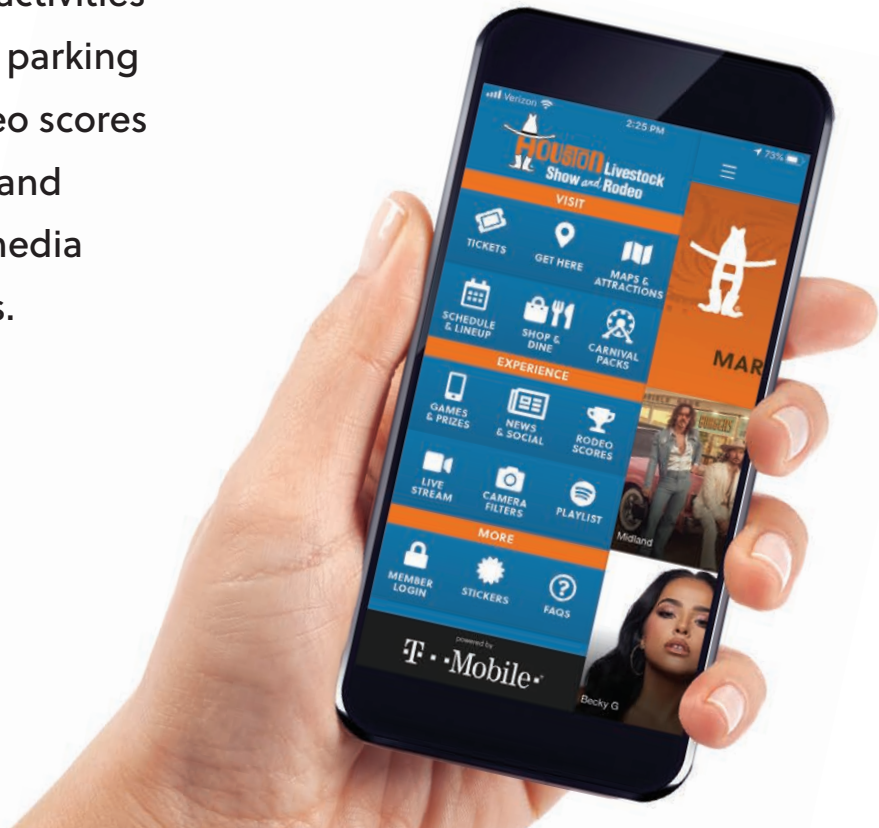 activities
parking
eo scores
and
media
s.
Verizon
2:25 PM
73%
HOUSTON Livestock
Show and Rodeo
VISIT
TICKETS
GET HERE
MAPS &
ATTRACTIONS
SCHEDULE
& LINEUP
SHOP &
DINE
CARNIVAL
PACKS
EXPERIENCE
GAMES
& PRIZES
NEWS
& SOCIAL
RODEO
SCORES
LIVE
STREAM
CAMERA
FILTERS
PLAYLIST
MORE
MEMBER
LOGIN
STICKERS
FAQS
powered by
T··Mobile·
MAR
Midland
Becky G